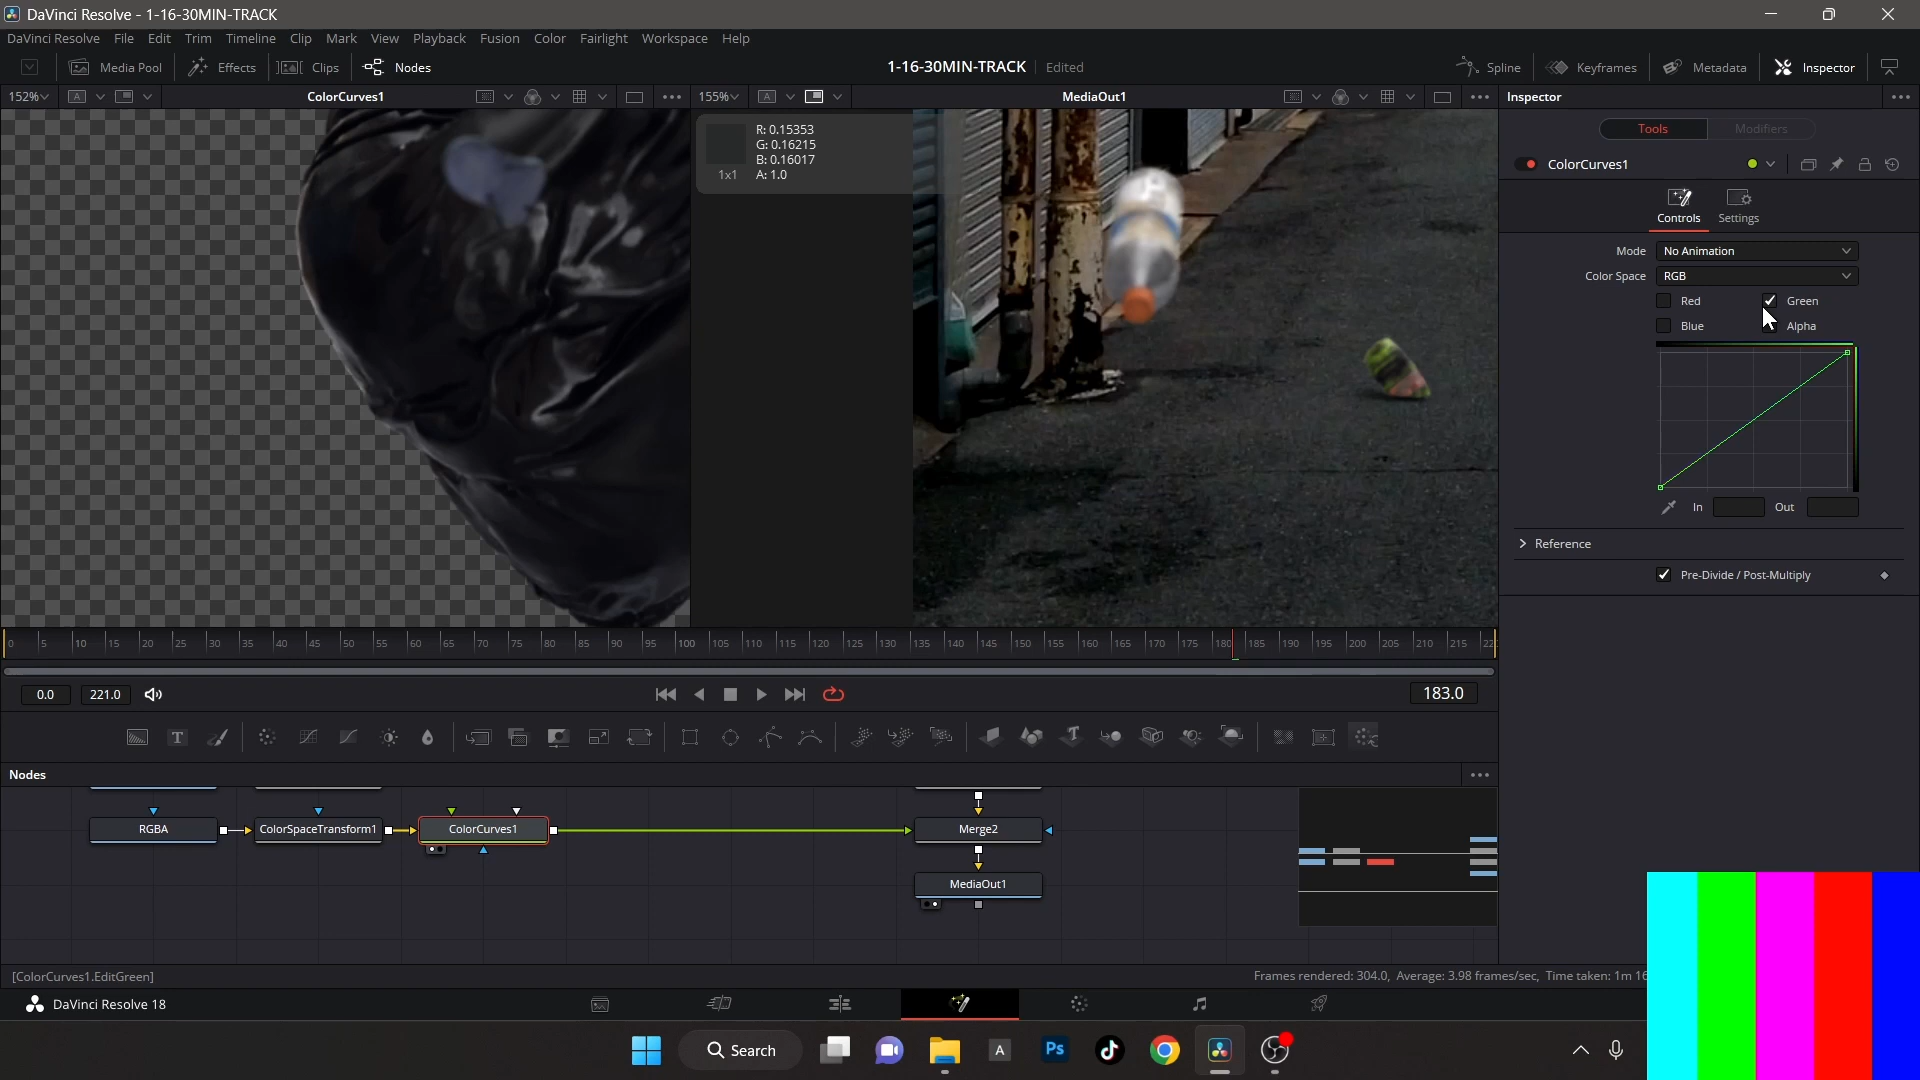 DaVinci Resolve - 1-16-30MIN-TRACK
DaVinci Resolve File Edit Trim Timeline Clip Mark View Playback Fusion Color Fairlight Workspace Help
Media Pool Effects Clips Nodes 1-16-30MIN-TRACK Edited Spline Keyframes Metadata Inspector
152% A ColorCurves1 155% A MediaOut1 Inspector
R: 0.15353
G: 0.16215
B: 0.16017
1x1 A: 1.0
Tools Modifiers
ColorCurves1
Controls Settings
Mode No Animation
Color Space RGB
Red Green
Blue Alpha
In Out
Reference
Pre-Divide / Post-Multiply
0 5 10 15 20 25 30 35 40 45 50 55 60 65 70 75 80 85 90 95 100 105 110 115 120 125 130 135 140 145 150 155 160 165 170 175 180 185 190 195 200 205 210 215
0.0 221.0 183.0
T
Nodes
RGBA ColorSpaceTransform1 ColorCurves1 Merge2
MediaOut1
[ColorCurves1.EditGreen] Frames rendered: 304.0, Average: 3.98 frames/sec, Time taken: 1m 16
DaVinci Resolve 18
Search A Ps